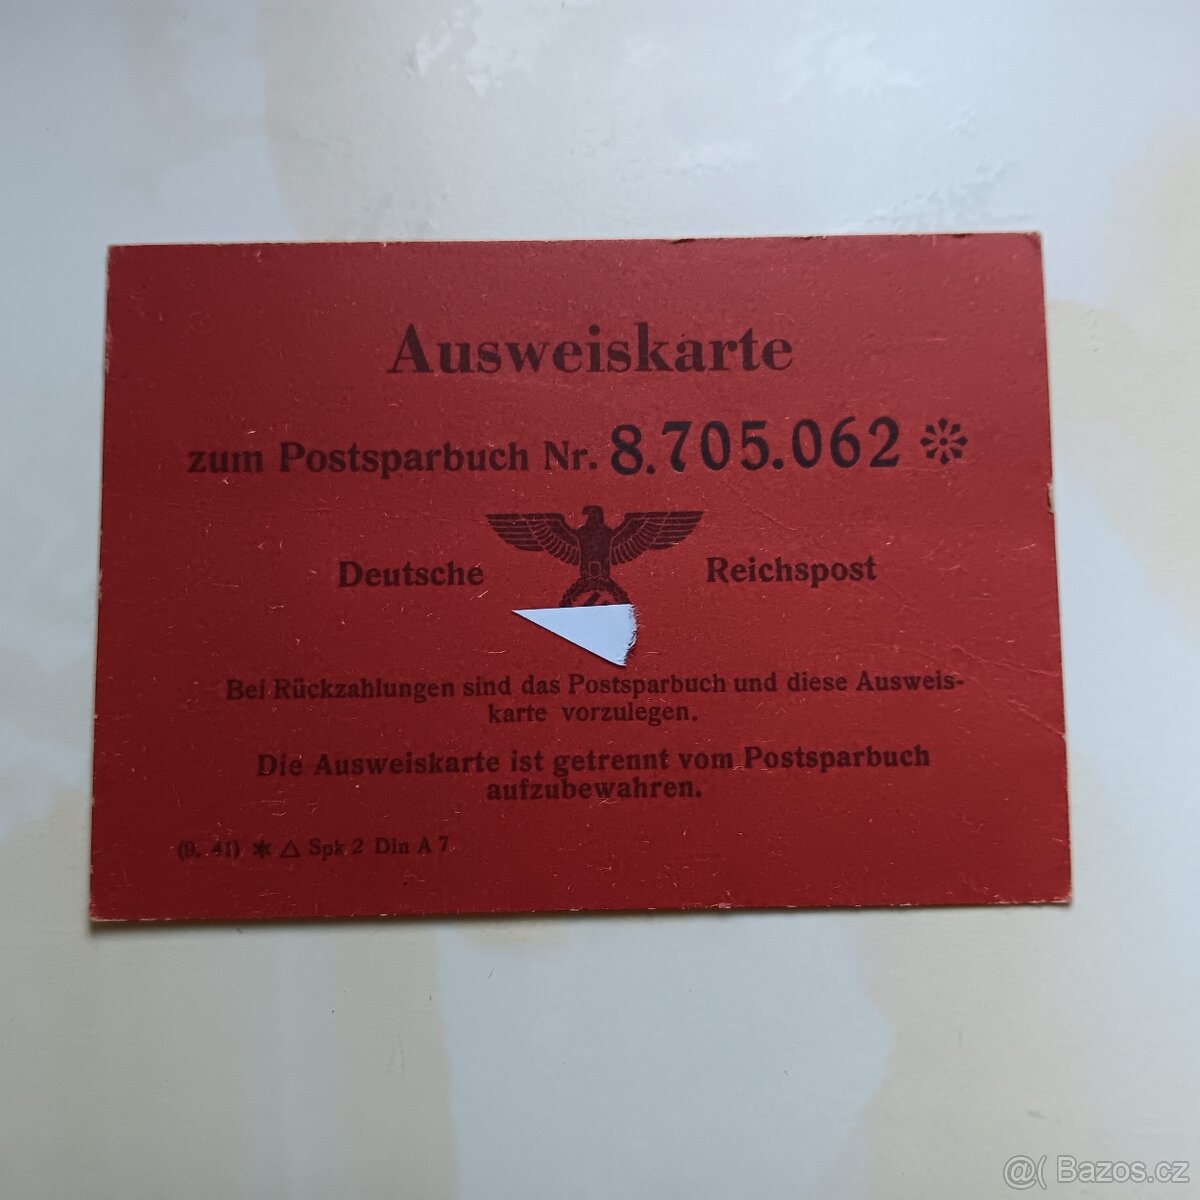 Ausweiskarte
zum Postsparbuch Nr. 8.705.062
Deutsche Reichspost
Bei Rückzahlungen sind das Postsparbuch und diese Ausweis-
karte vorzulegen.
Die Ausweiskarte ist getrennt vom Postsparbuch
aufzubewahren.
(9. 41) * △ Spk 2 Din A 7
@( Bazos.cz